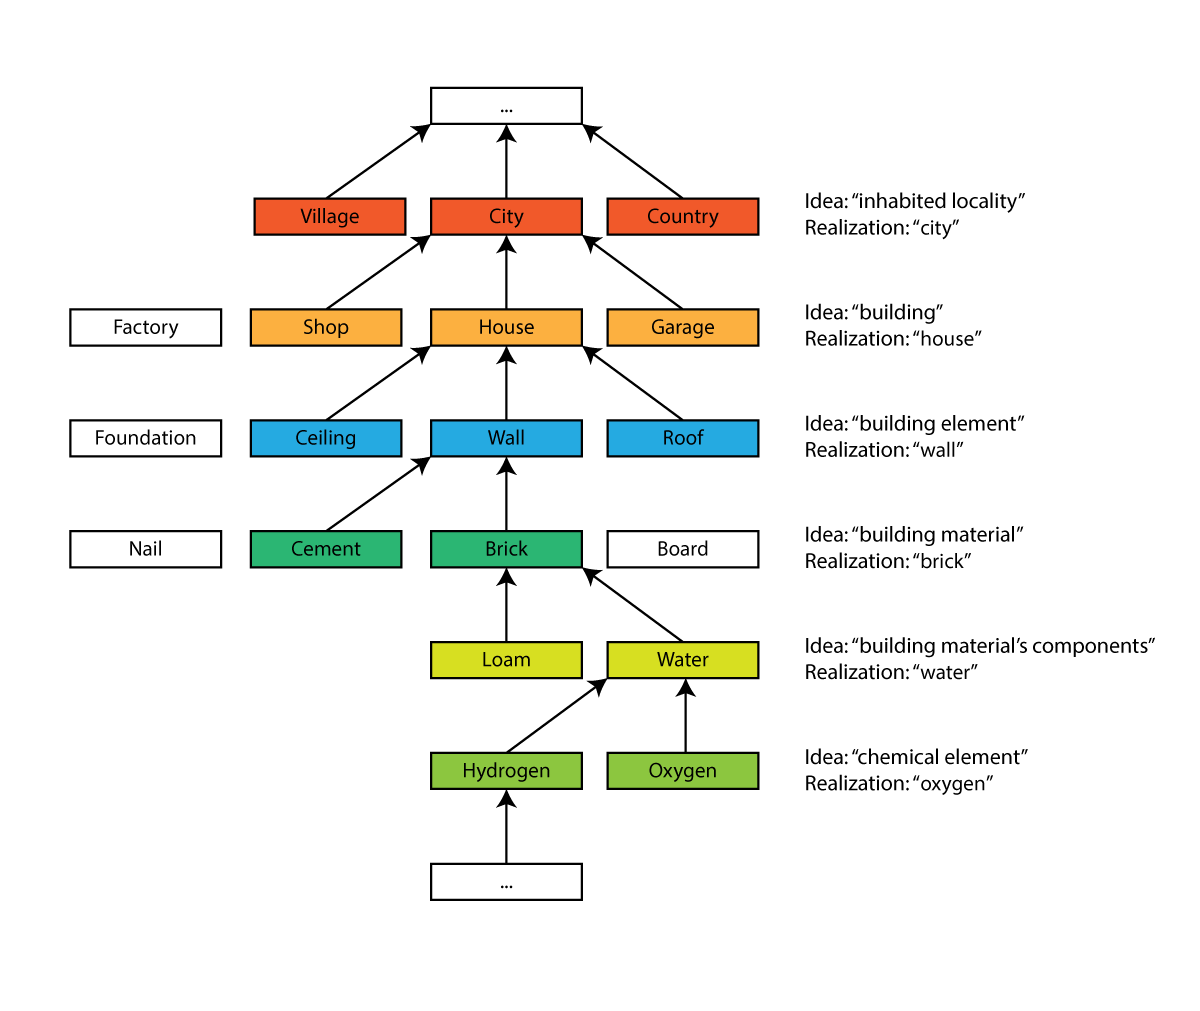 ...
Village
City
Country
Idea: “inhabited locality”
Realization: “city”
Factory
Shop
House
Garage
Idea: “building”
Realization: “house”
Foundation
Ceiling
Wall
Roof
Idea: “building element”
Realization: “wall”
Nail
Cement
Brick
Board
Idea: “building material”
Realization: “brick”
Loam
Water
Idea: “building material’s components”
Realization: “water”
Hydrogen
Oxygen
Idea: “chemical element”
Realization: “oxygen”
...